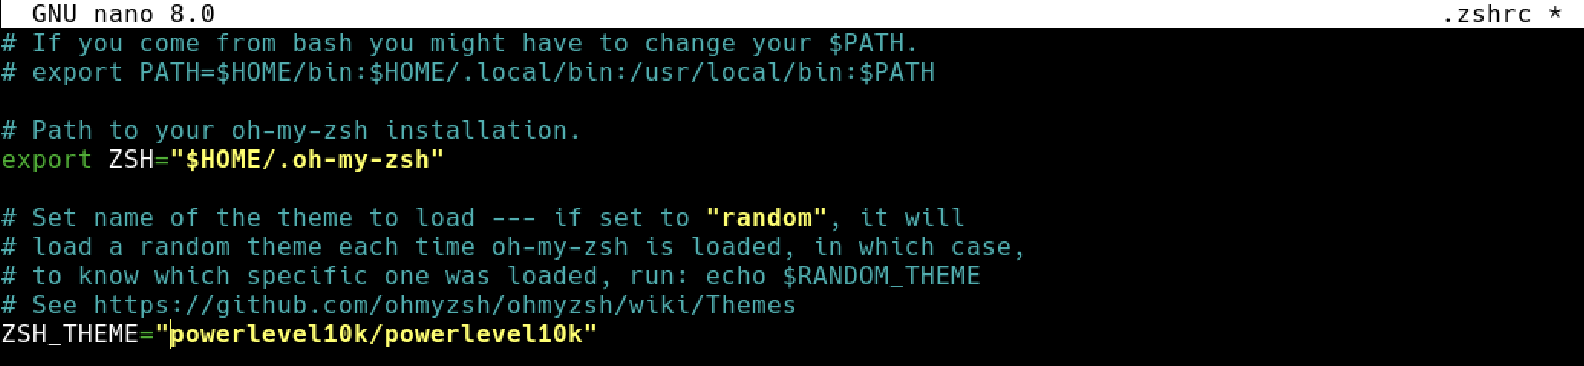 GNU nano 8.0 .zshrc *
# If you come from bash you might have to change your $PATH.
# export PATH=$HOME/bin:$HOME/.local/bin:/usr/local/bin:$PATH
# Path to your oh-my-zsh installation.
export ZSH="$HOME/.oh-my-zsh"
# Set name of the theme to load --- if set to "random", it will
# load a random theme each time oh-my-zsh is loaded, in which case,
# to know which specific one was loaded, run: echo $RANDOM_THEME
# See https://github.com/ohmyzsh/ohmyzsh/wiki/Themes
ZSH_THEME="powerlevel10k/powerlevel10k"